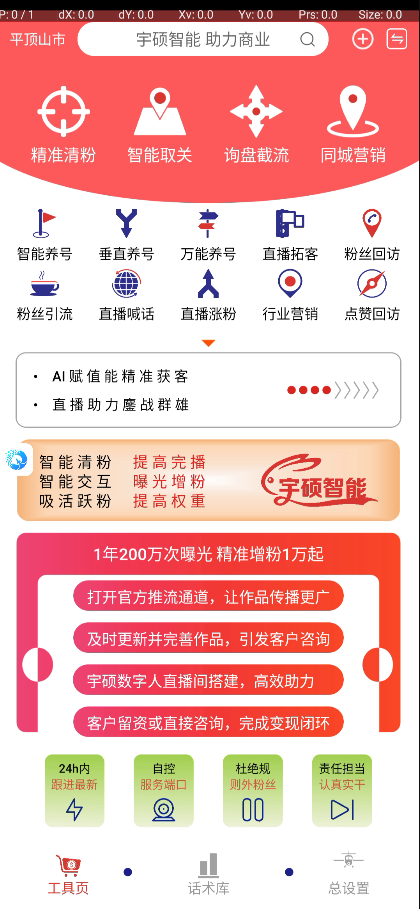 P: 0 / 1 dX: 0.0 dY: 0.0 Xv: 0.0 Yv: 0.0 Prs: 0.0 Size: 0.0
平顶山市 宇硕智能 助力商业
精准清粉 智能取关 询盘截流 同城营销
智能养号 垂直养号 万能养号 直播拓客 粉丝回访
粉丝引流 直播喊话 直播涨粉 行业营销 点赞回访
· AI赋值能精准获客
· 直播助力鏖战群雄
智能清粉 提高完播
智能交互 曝光增粉
吸活跃粉 提高权重
宇硕智能
1年200万次曝光 精准增粉1万起
打开官方推流通道，让作品传播更广
及时更新并完善作品，引发客户咨询
宇硕数字人直播间搭建，高效助力
客户留资或直接咨询，完成变现闭环
24h内 自控 杜绝规 责任担当
跟进最新 服务端口 则外粉丝 认真实干
工具页 话术库 总设置